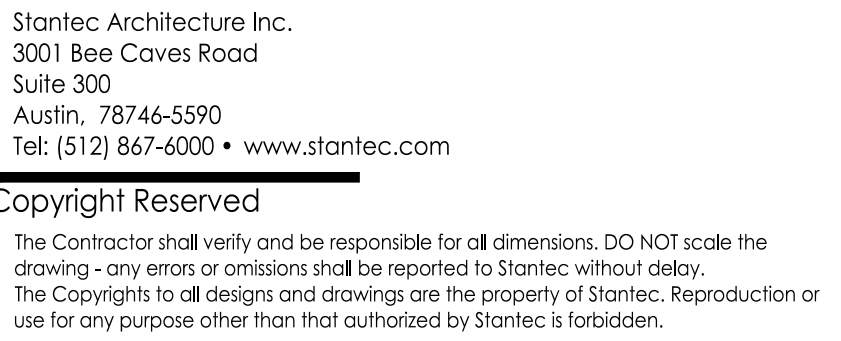 Stantec Architecture Inc.
3001 Bee Caves Road
Suite 300
Austin,  78746-5590
Tel: (512) 867-6000 • www.stantec.com
Copyright Reserved
The Contractor shall verify and be responsible for all dimensions. DO NOT scale the
drawing - any errors or omissions shall be reported to Stantec without delay.
The Copyrights to all designs and drawings are the property of Stantec. Reproduction or
use for any purpose other than that authorized by Stantec is forbidden.